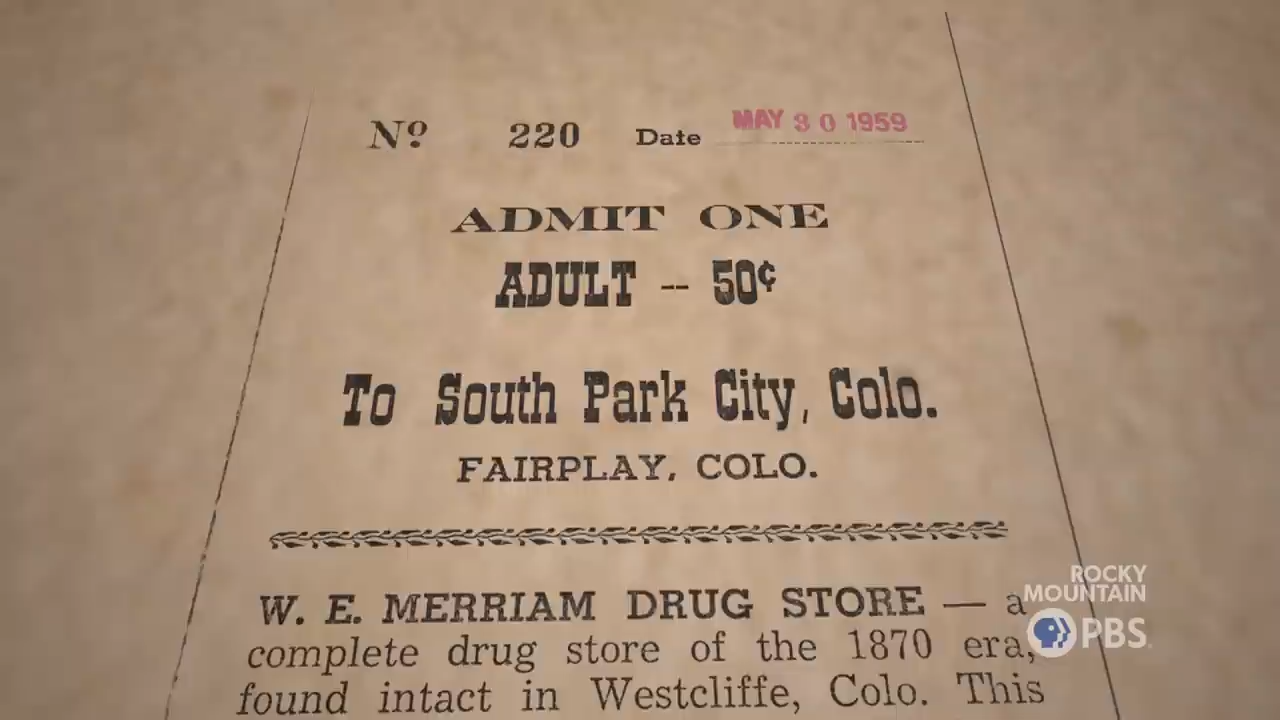 Nº 220 Date MAY 30 1959
ADMIT ONE
ADULT -- 50¢
To South Park City, Colo.
FAIRPLAY, COLO.
W. E. MERRIAM DRUG STORE — a
complete drug store of the 1870 era,
found intact in Westcliffe, Colo. This
ROCKY
MOUNTAIN
PBS